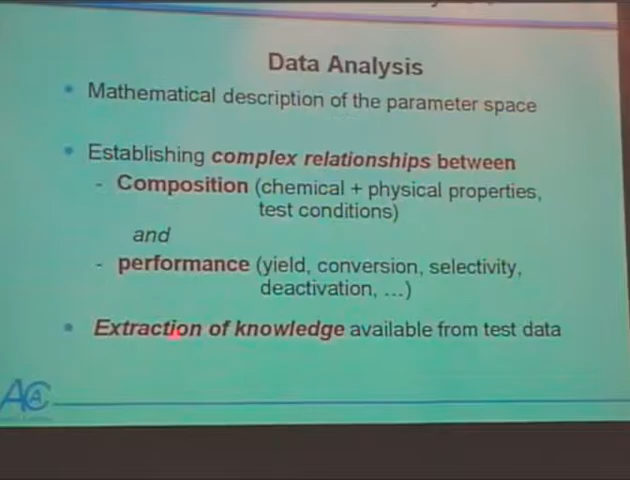 Data Analysis
• Mathematical description of the parameter space
• Establishing complex relationships between
- Composition (chemical + physical properties,
test conditions)
and
- performance (yield, conversion, selectivity,
deactivation, ...)
• Extraction of knowledge available from test data
ACA